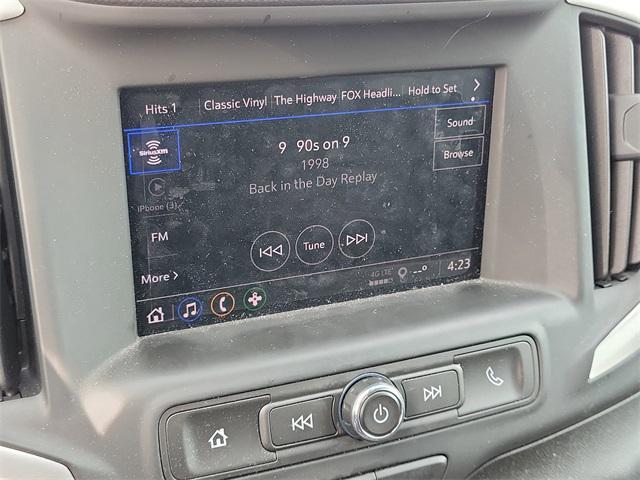 Hits 1 Classic Vinyl The Highway FOX Headli... Hold to Set
SiriusXM
9 90s on 9
Sound
1998
Browse
Back in the Day Replay
iPhone (3)
FM
Tune
More
4G LTE --° 4:23